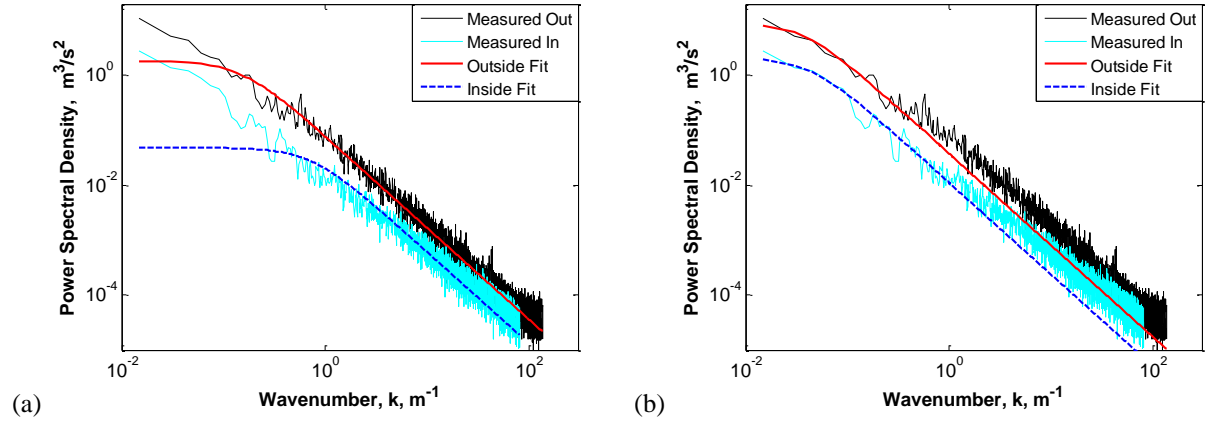 Measured Out
Measured In
Outside Fit
Inside Fit
Power Spectral Density, m³/s²
10⁰
10⁻²
10⁻⁴
10⁻²
10⁰
10²
Wavenumber, k, m⁻¹
(a)
Measured Out
Measured In
Outside Fit
Inside Fit
Power Spectral Density, m³/s²
10⁰
10⁻²
10⁻⁴
10⁻²
10⁰
10²
Wavenumber, k, m⁻¹
(b)